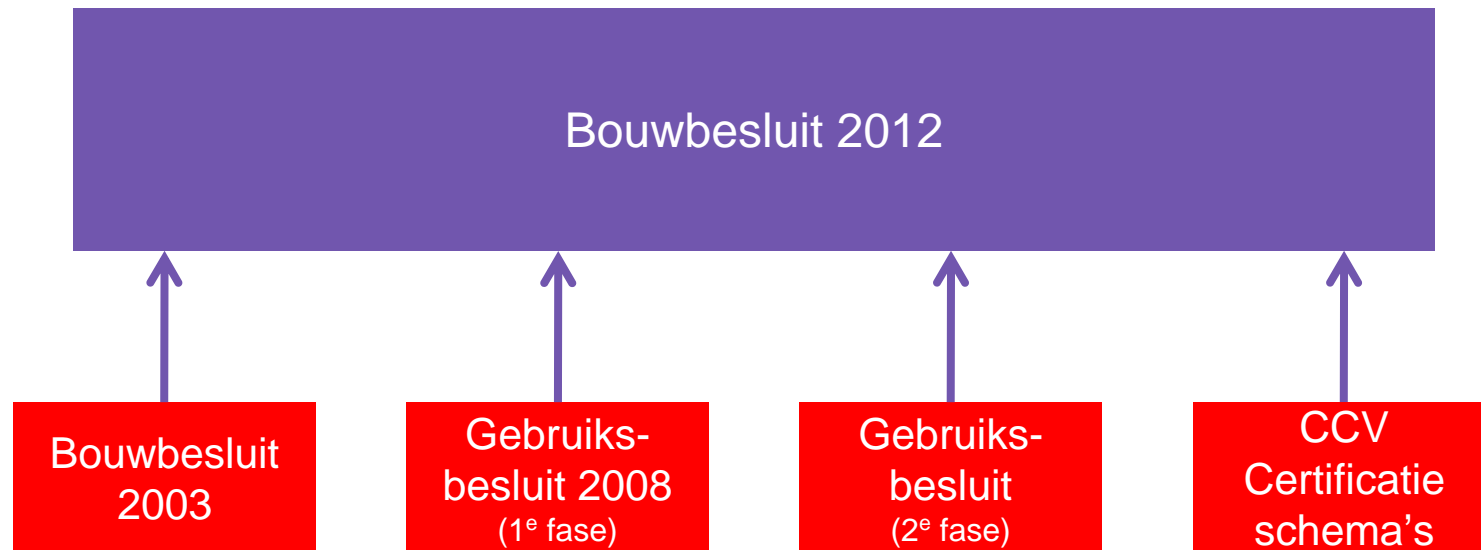 Bouwbesluit 2012
Bouwbesluit
2003
Gebruiks-
besluit 2008
(1e fase)
Gebruiks-
besluit
(2e fase)
CCV
Certificatie
schema’s